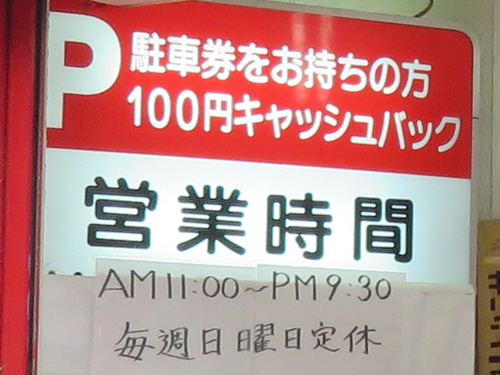 P 駐車券をお持ちの方
100円キャッシュバック
営業時間
AM11:00~PM9:30
毎週日曜日定休